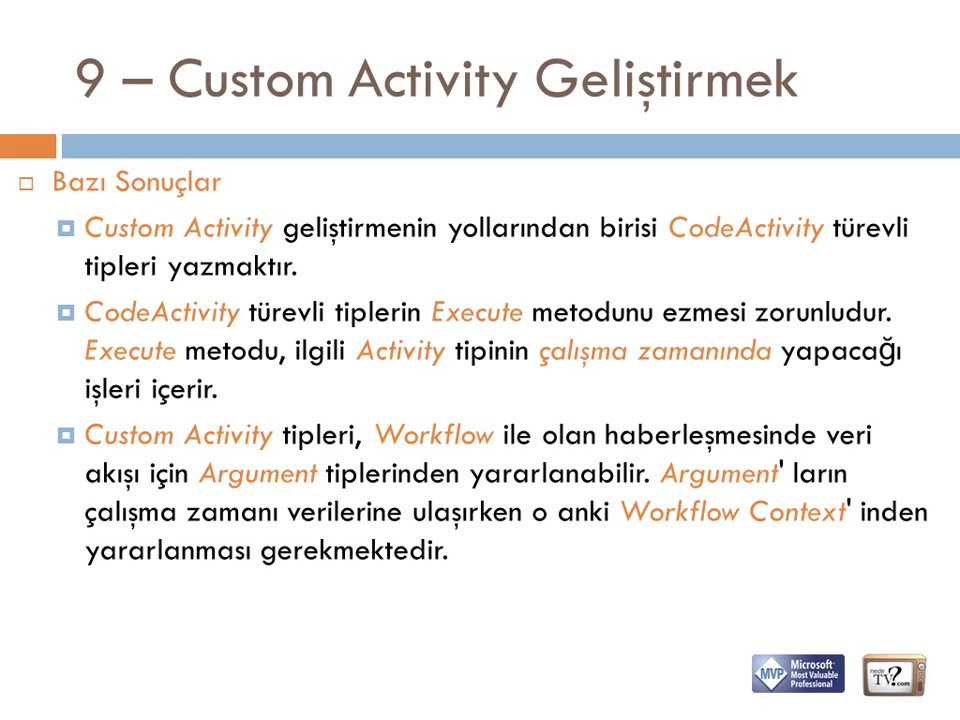 9 – Custom Activity Geliştirmek
Bazı Sonuçlar
Custom Activity geliştirmenin yollarından birisi CodeActivity türevli
tipleri yazmaktır.
CodeActivity türevli tiplerin Execute metodunu ezmesi zorunludur.
Execute metodu, ilgili Activity tipinin çalışma zamanında yapacağı
işleri içerir.
Custom Activity tipleri, Workflow ile olan haberleşmesinde veri
akışı için Argument tiplerinden yararlanabilir. Argument' ların
çalışma zamanı verilerine ulaşırken o anki Workflow Context' inden
yararlanması gerekmektedir.
MVP
Microsoft
Most Valuable
Professional
nedir
TV?.com